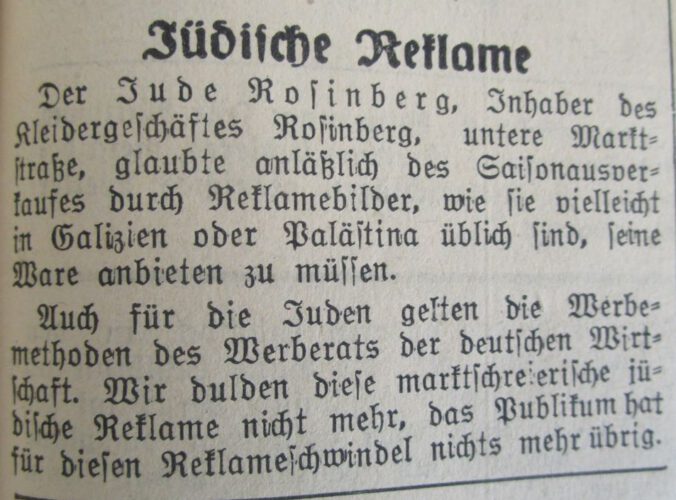 Jüdische Reklame
Der Jude Rosinberg, Inhaber des
Kleidergeschäftes Rosinberg, untere Markt-
straße, glaubte anläßlich des Saisonausver-
kaufes durch Reklamebilder, wie sie vielleicht
in Galizien oder Palästina üblich sind, seine
Ware anbieten zu müssen.
Auch für die Juden gelten die Werbe-
methoden des Werberats der deutschen Wirt-
schaft. Wir dulden diese marktschreierische jü-
dische Reklame nicht mehr, das Publikum hat
für diesen Reklameschwindel nichts mehr übrig.